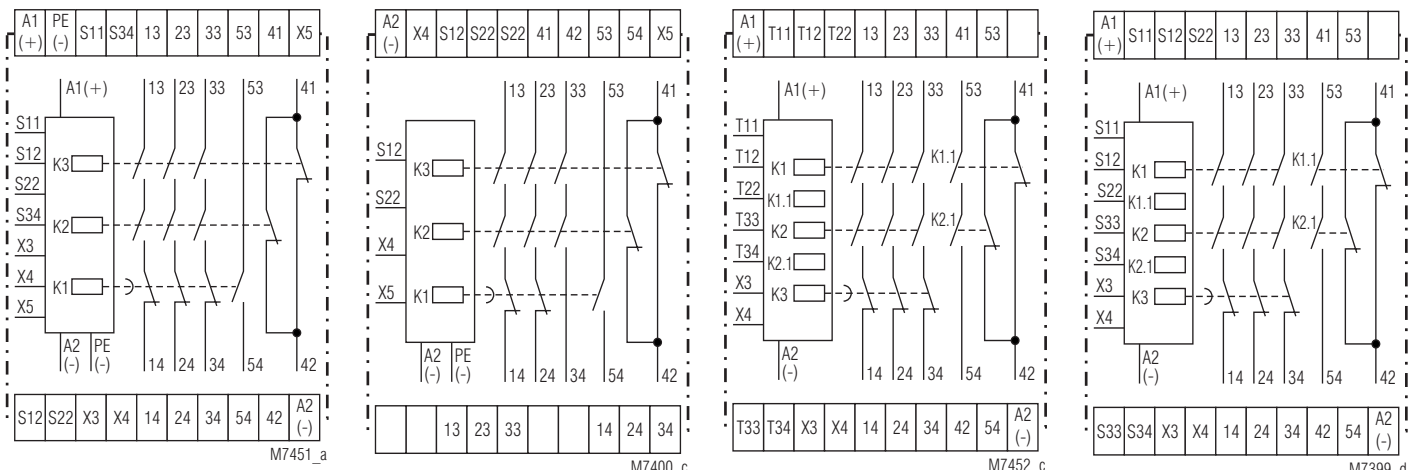 A1 (+) PE (-) S11 S34 13 23 33 53 41 X5
A1(+) 13 23 33 53 41
S11
S12
K3
S22
S34
K2
X3
X4
K1
X5
A2 (-) PE (-) 14 24 34 54 42
S12 S22 X3 X4 14 24 34 54 42 A2 (-)
M7451_a
A2 (-) X4 S12 S22 S22 41 42 53 54 X5
13 23 33 53 41
S12
K3
S22
K2
X4
X5
K1
A2 (-) PE (-) 14 24 34 54 42
13 23 33 14 24 34
M7400_c
A1 (+) T11 T12 T22 13 23 33 41 53
A1(+) 13 23 33 53 41
T11
T12
K1 K1.1
T22
K1.1
T33
K2 K2.1
T34
K2.1
X3
K3
X4
A2 (-) 14 24 34 54 42
T33 T34 X3 X4 14 24 34 42 54 A2 (-)
M7452_c
A1 (+) S11 S12 S22 13 23 33 41 53
A1(+) 13 23 33 53 41
S11
S12
K1 K1.1
S22
K1.1
S33
K2 K2.1
S34
K2.1
X3
K3
X4
A2 (-) 14 24 34 54 42
S33 S34 X3 X4 14 24 34 42 54 A2 (-)
M7399_d